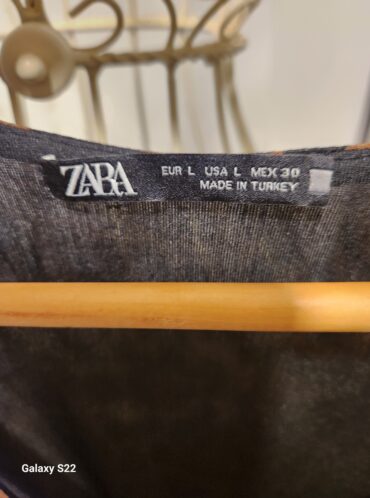 ZARA
EUR L USA L MEX 30
MADE IN TURKEY
Galaxy S22